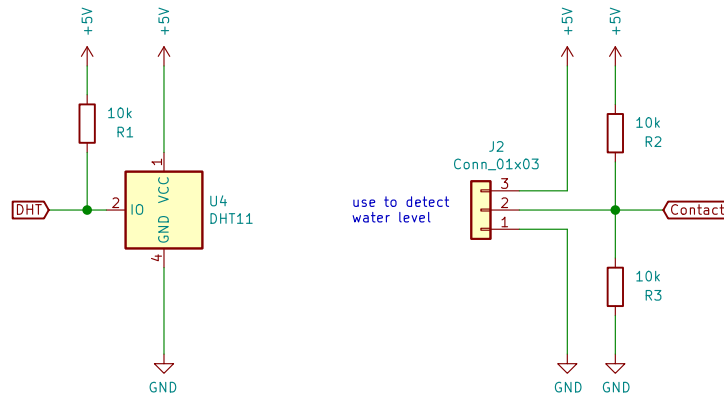 +5V
+5V
10k
R1
1
VCC
DHT
2
IO
U4
DHT11
GND
4
GND
+5V
+5V
10k
R2
J2
Conn_01x03
use to detect
water level
3
2
1
Contact
10k
R3
GND
GND